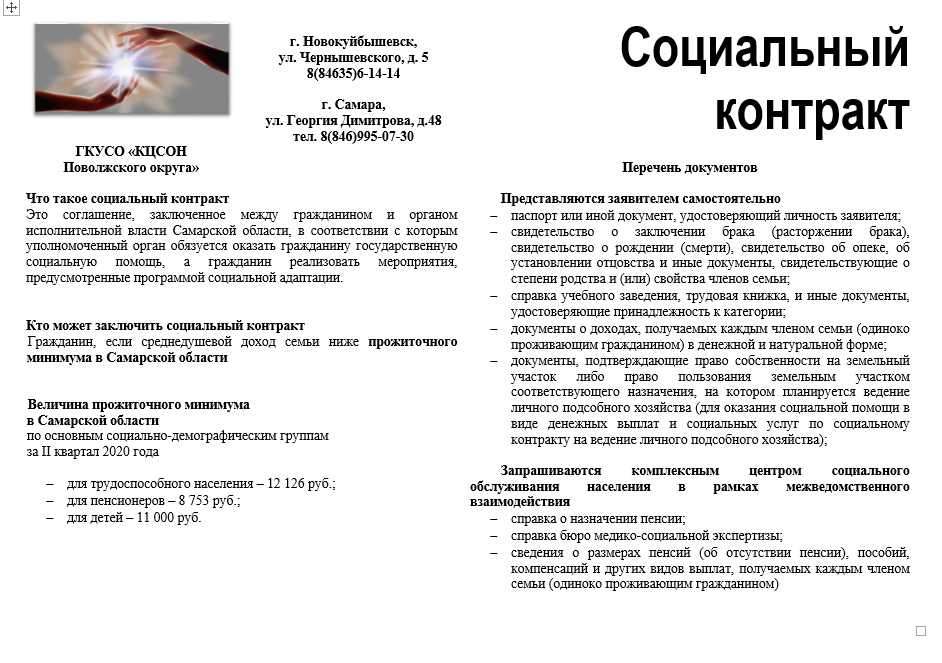 г. Новокуйбышевск,
ул. Чернышевского, д. 5
8(84635)6-14-14
г. Самара,
ул. Георгия Димитрова, д.48
тел. 8(846)995-07-30
ГКУСО «КЦСОН
Поволжского округа»
Что такое социальный контракт
Это соглашение, заключенное между гражданином и органом
исполнительной власти Самарской области, в соответствии с которым
уполномоченный орган обязуется оказать гражданину государственную
социальную помощь, а гражданин реализовать мероприятия,
предусмотренные программой социальной адаптации.
Кто может заключить социальный контракт
Гражданин, если среднедушевой доход семьи ниже прожиточного
минимума в Самарской области
Величина прожиточного минимума
в Самарской области
по основным социально-демографическим группам
за II квартал 2020 года
– для трудоспособного населения – 12 126 руб.;
– для пенсионеров – 8 753 руб.;
– для детей – 11 000 руб.
Социальный
контракт
Перечень документов
Представляются заявителем самостоятельно
– паспорт или иной документ, удостоверяющий личность заявителя;
– свидетельство о заключении брака (расторжении брака),
свидетельство о рождении (смерти), свидетельство об опеке, об
установлении отцовства и иные документы, свидетельствующие о
степени родства и (или) свойства членов семьи;
– справка учебного заведения, трудовая книжка, и иные документы,
удостоверяющие принадлежность к категории;
– документы о доходах, получаемых каждым членом семьи (одиноко
проживающим гражданином) в денежной и натуральной форме;
– документы, подтверждающие право собственности на земельный
участок либо право пользования земельным участком
соответствующего назначения, на котором планируется ведение
личного подсобного хозяйства (для оказания социальной помощи в
виде денежных выплат и социальных услуг по социальному
контракту на ведение личного подсобного хозяйства);
Запрашиваются комплексным центром социального
обслуживания населения в рамках межведомственного
взаимодействия
– справка о назначении пенсии;
– справка бюро медико-социальной экспертизы;
– сведения о размерах пенсий (об отсутствии пенсии), пособий,
компенсаций и других видов выплат, получаемых каждым членом
семьи (одиноко проживающим гражданином)